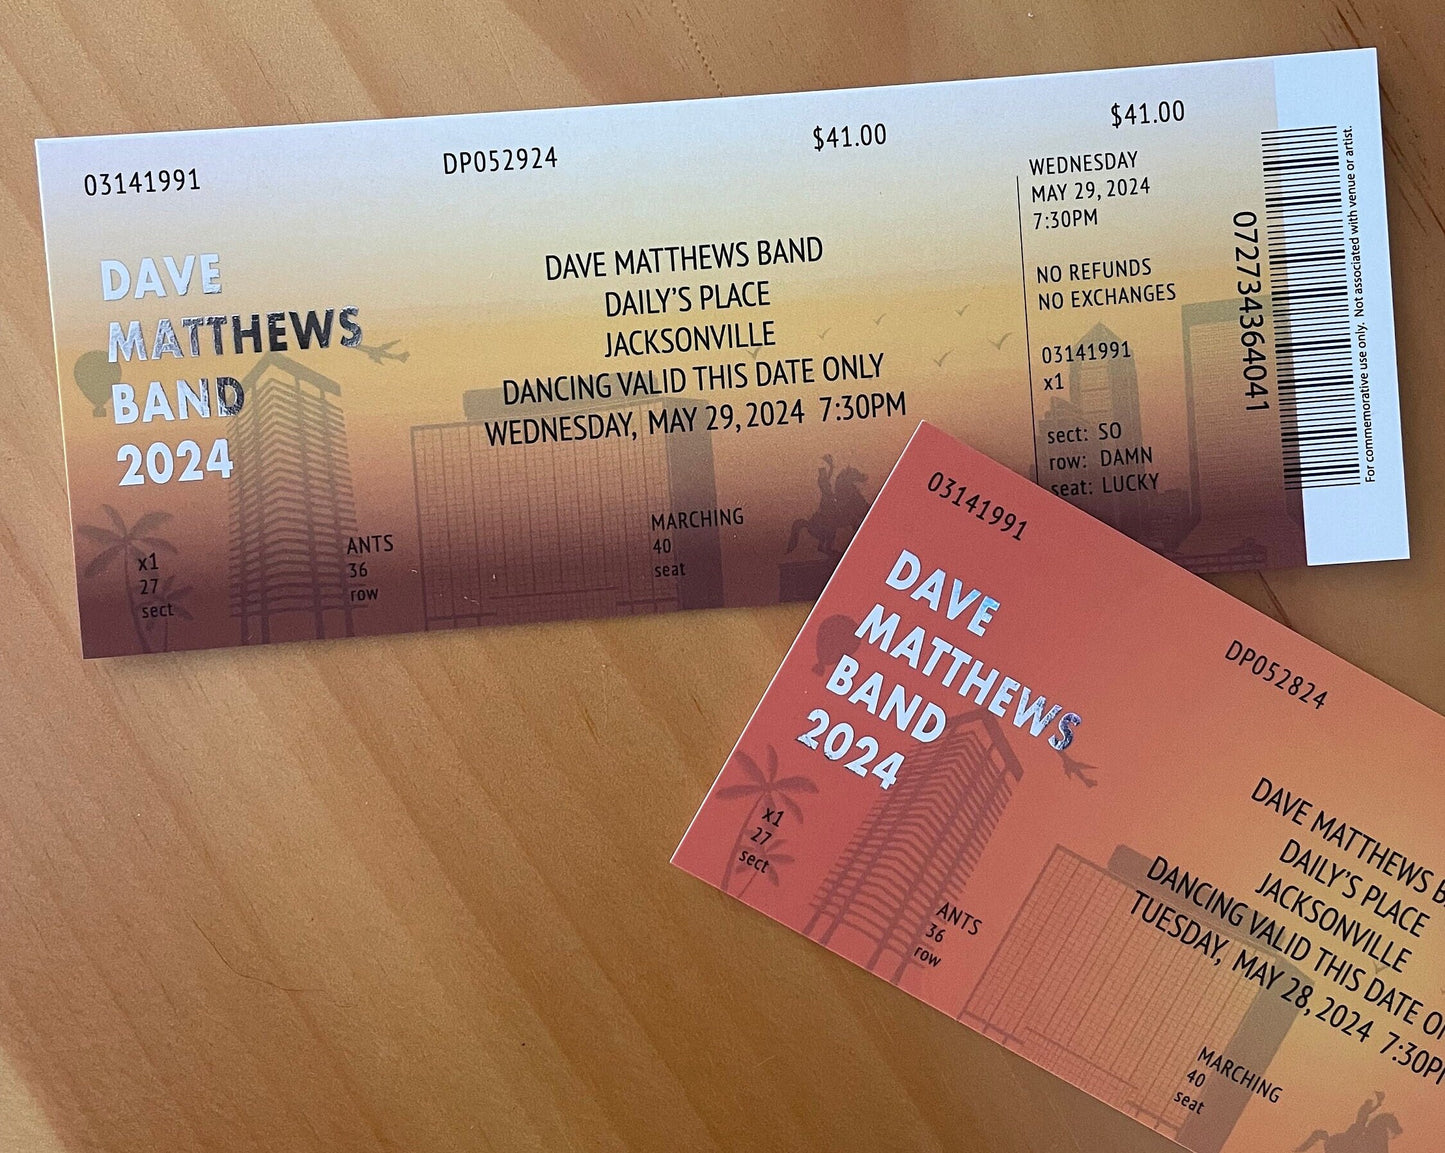 03141991
DP052924
$41.00
$41.00
DAVE
MATTHEWS
BAND
2024
DAVE MATTHEWS BAND
DAILY'S PLACE
JACKSONVILLE
DANCING VALID THIS DATE ONLY
WEDNESDAY, MAY 29, 2024 7:30PM
x1
27
sect
ANTS
36
row
MARCHING
40
seat
WEDNESDAY
MAY 29, 2024
7:30PM
NO REFUNDS
NO EXCHANGES
03141991
x1
sect: SO
row: DAMN
seat: LUCKY
072734364041
For commemorative use only. Not associated with venue or artist.
03141991
DP052824
DAVE
MATTHEWS
BAND
2024
DAVE MATTHEWS B
DAILY'S PLACE
JACKSONVILLE
DANCING VALID THIS DATE O
TUESDAY, MAY 28, 2024 7:30P
x1
27
sect
ANTS
36
row
MARCHING
40
seat